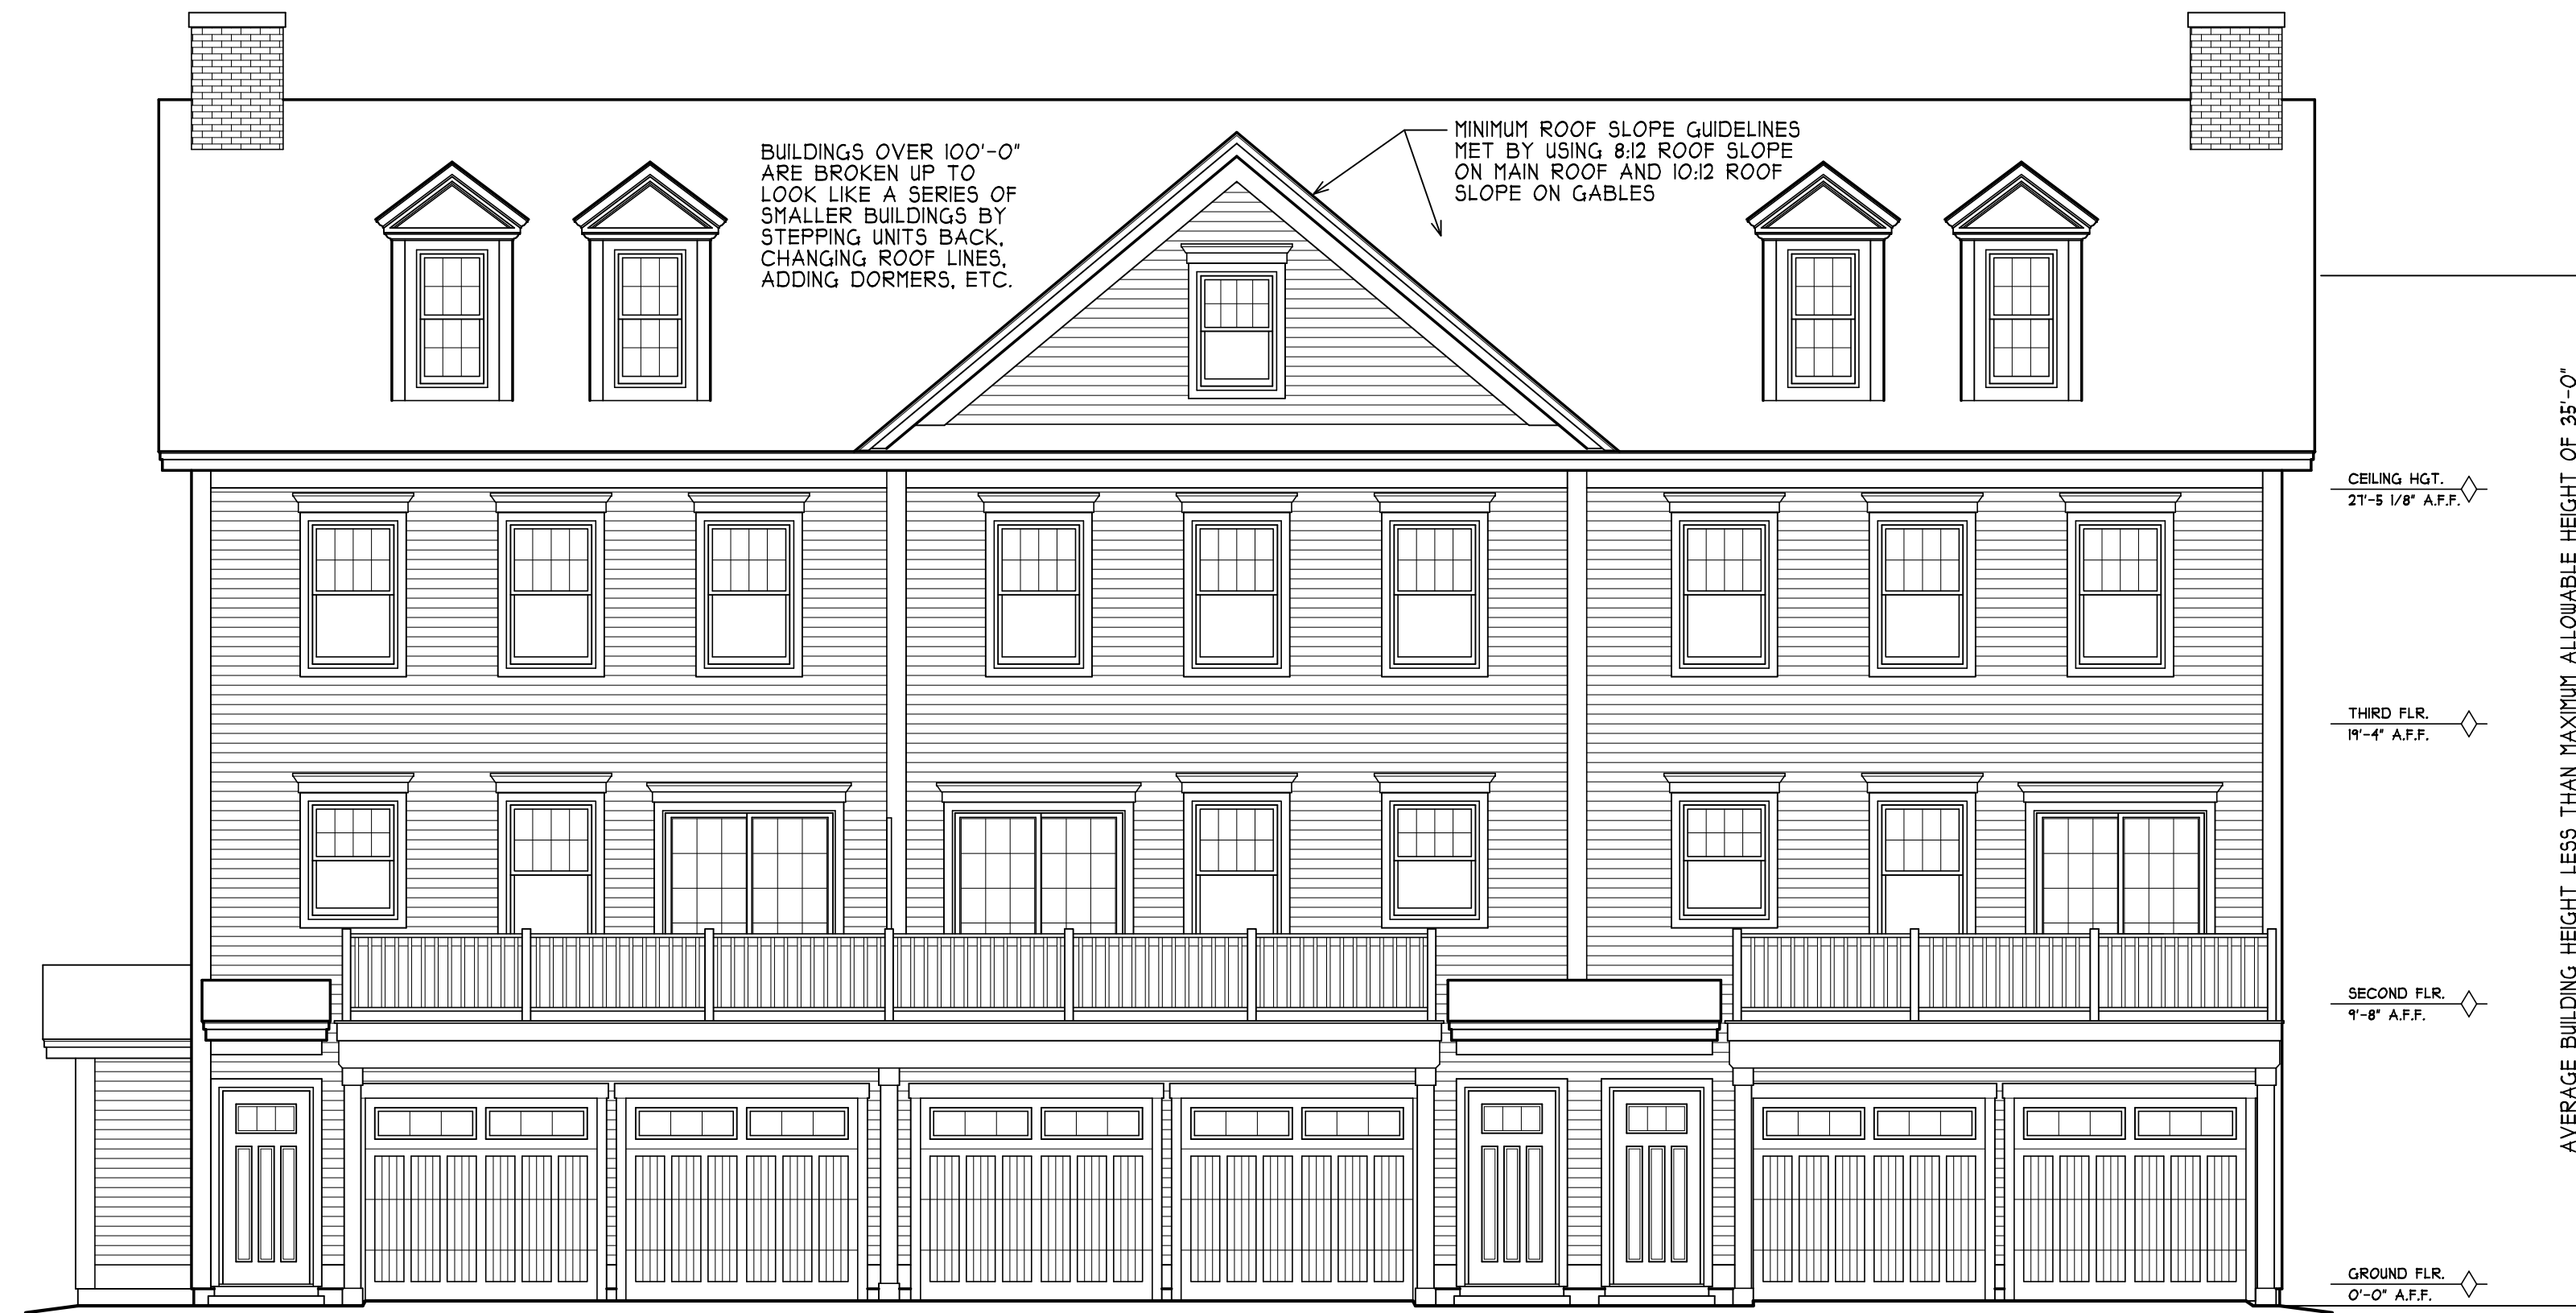 BUILDINGS OVER 100'-0"
ARE BROKEN UP TO
LOOK LIKE A SERIES OF
SMALLER BUILDINGS BY
STEPPING UNITS BACK,
CHANGING ROOF LINES,
ADDING DORMERS, ETC.
MINIMUM ROOF SLOPE GUIDELINES
MET BY USING 8:12 ROOF SLOPE
ON MAIN ROOF AND 10:12 ROOF
SLOPE ON GABLES
CEILING HGT.
27'-5 1/8" A.F.F.
THIRD FLR.
19'-4" A.F.F.
SECOND FLR.
9'-8" A.F.F.
GROUND FLR.
0'-0" A.F.F.
AVERAGE BUILDING HEIGHT LESS THAN MAXIMUM ALLOWABLE HEIGHT OF 35'-0"